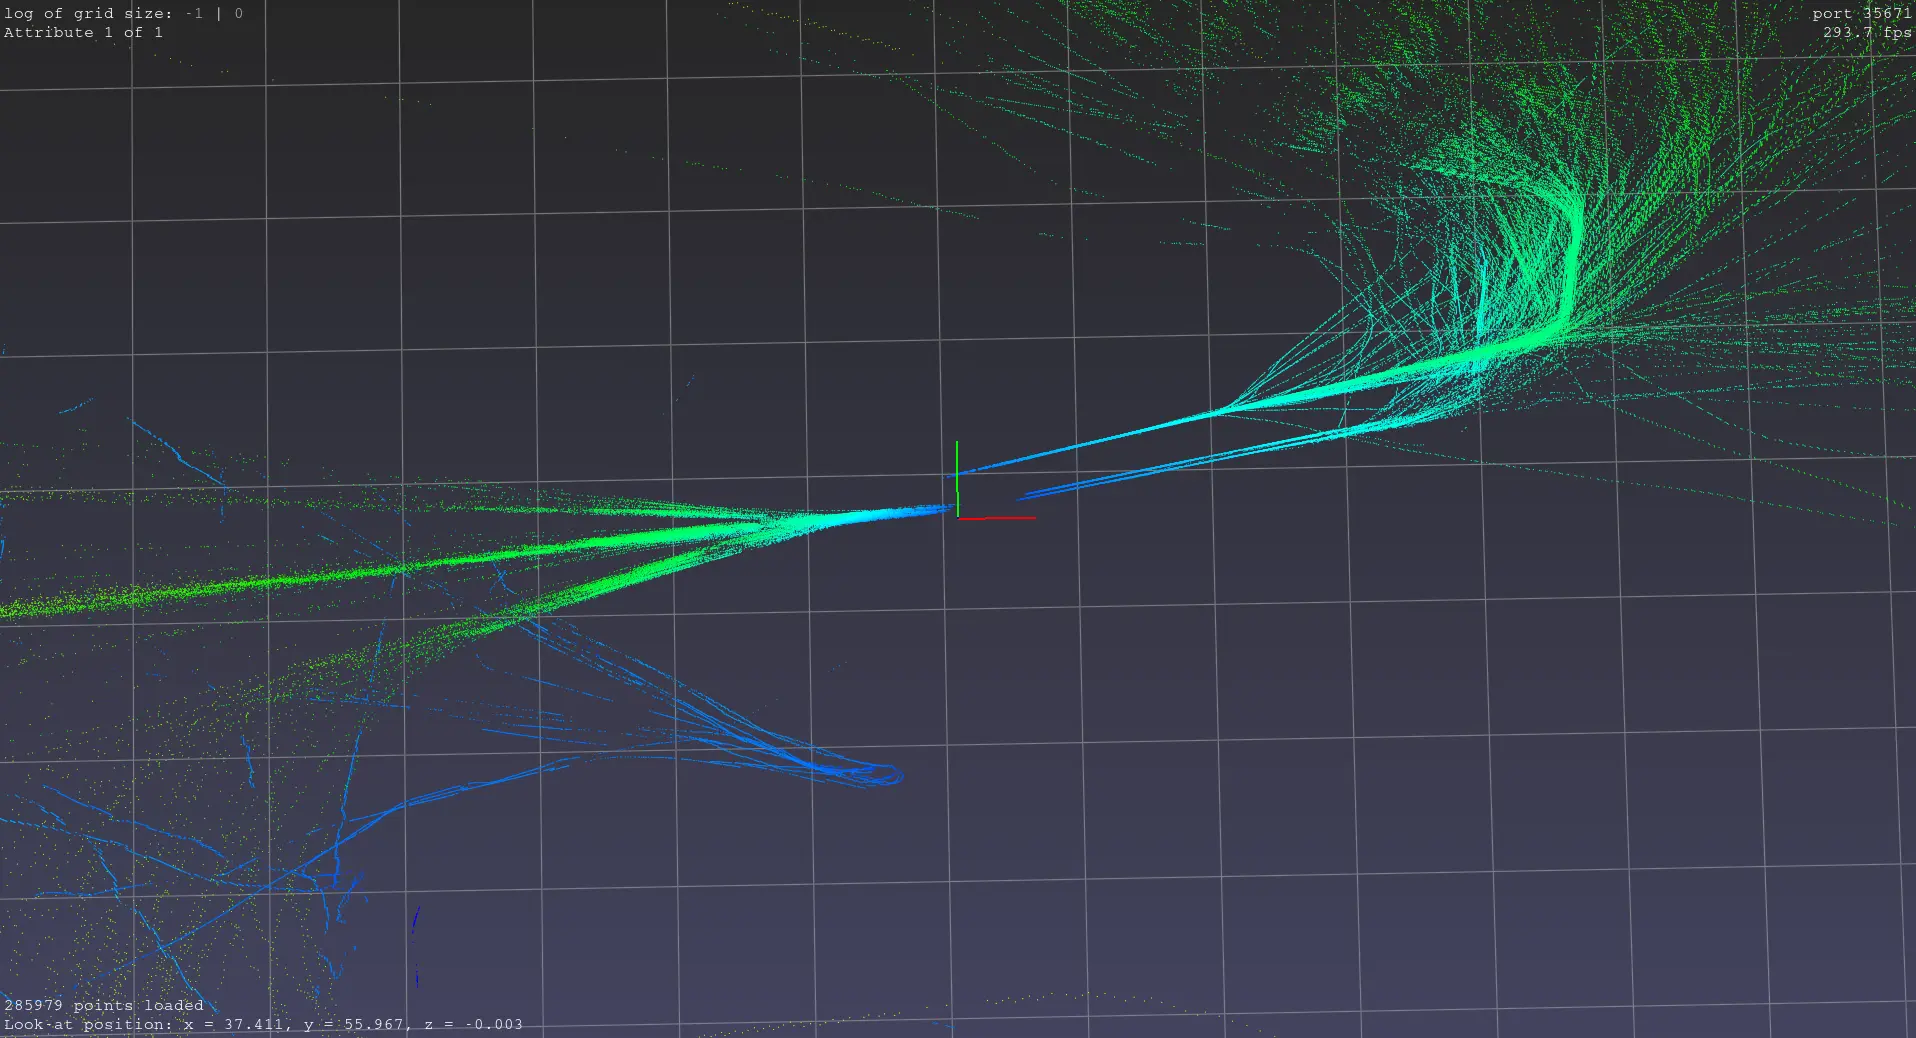 log of grid size: -1 | 0
port 35671
Attribute 1 of 1
293.7 fps
285979 points loaded
Look-at position: x = 37.411, y = 55.967, z = -0.003